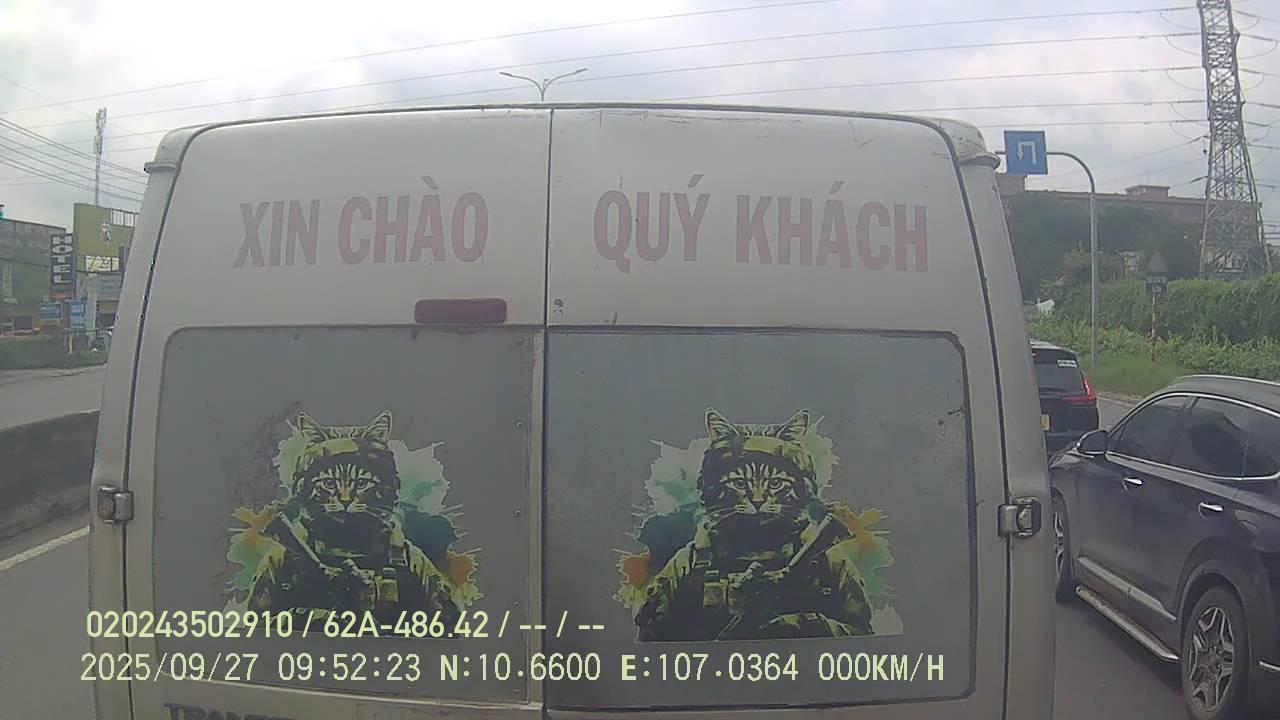 XIN CHÀO QUÝ KHÁCH
HOTEL
020243502910 / 62A-486.42 / -- / --
2025/09/27 09:52:23 N:10.6600 E:107.0364 000KM/H